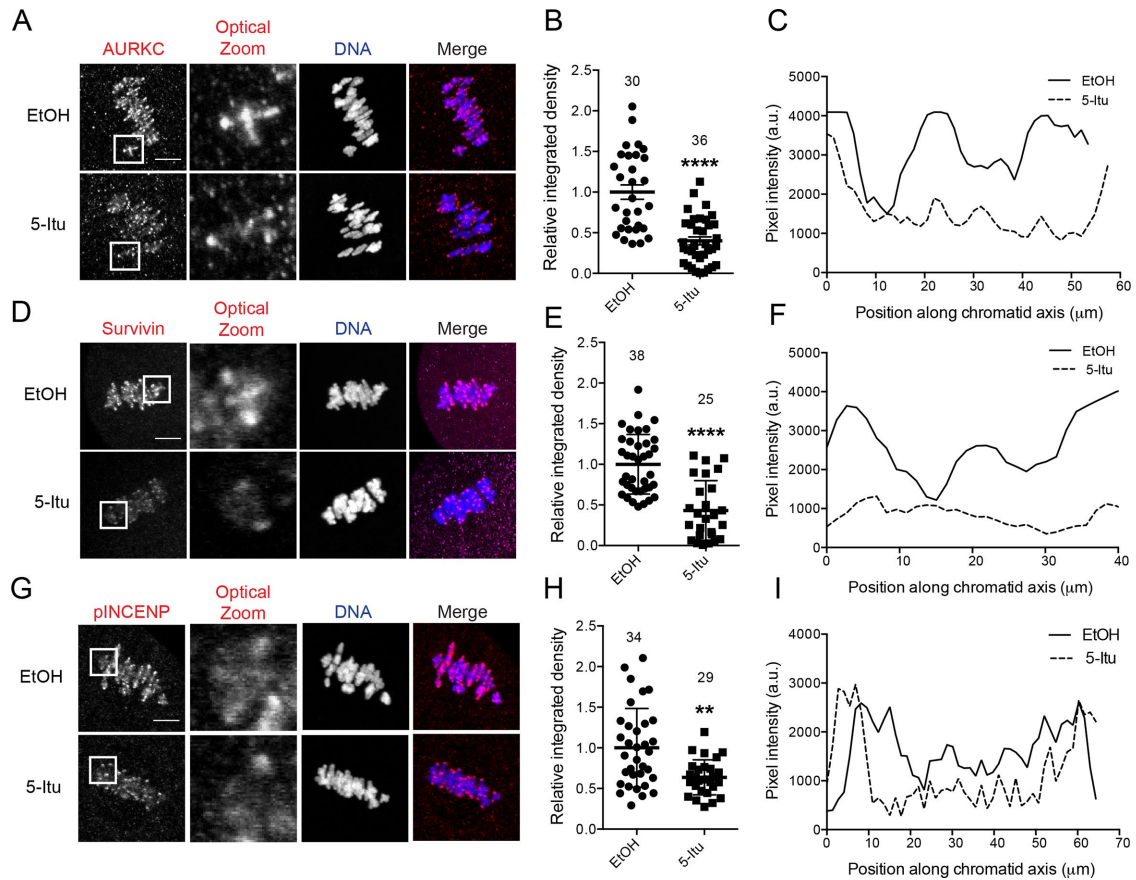 A
AURKC
Optical
Zoom
DNA
Merge
EtOH
5-Itu
B
Relative integrated density
2.5
2.0
1.5
1.0
0.5
0.0
30
36
****
EtOH
5-Itu
C
Pixel intensity (a.u.)
5000
4000
3000
2000
1000
0
EtOH
5-Itu
0 10 20 30 40 50 60
Position along chromatid axis (μm)
D
Survivin
Optical
Zoom
DNA
Merge
EtOH
5-Itu
E
Relative integrated density
2.5
2.0
1.5
1.0
0.5
0.0
38
25
****
EtOH
5-Itu
F
Pixel intensity (a.u.)
5000
4000
3000
2000
1000
0
EtOH
5-Itu
0 10 20 30 40
Position along chromatid axis (μm)
G
pINCENP
Optical
Zoom
DNA
Merge
EtOH
5-Itu
H
Relative integrated density
2.5
2.0
1.5
1.0
0.5
0.0
34
29
**
EtOH
5-Itu
I
Pixel intensity (a.u.)
4000
3000
2000
1000
0
EtOH
5-Itu
0 10 20 30 40 50 60 70
Position along chromatid axis (μm)